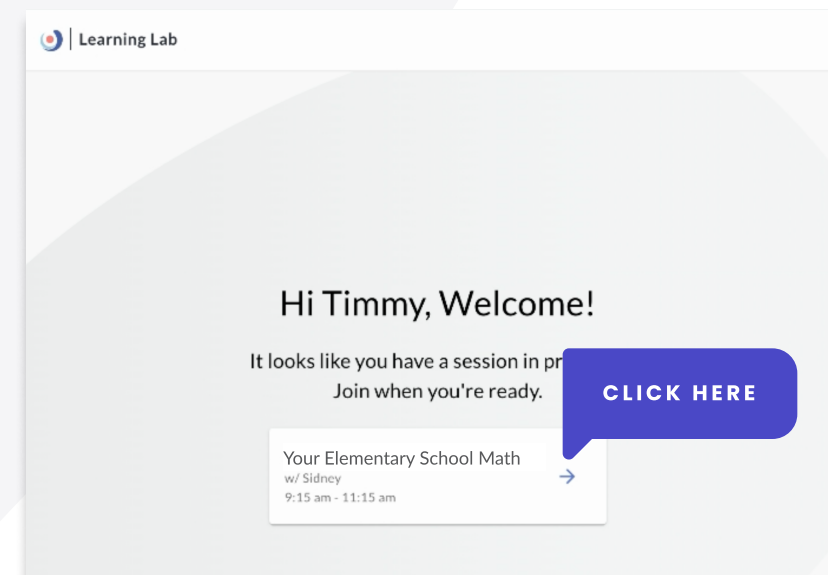 Learning Lab
Hi Timmy, Welcome!
It looks like you have a session in pr
CLICK HERE
Join when you're ready.
Your Elementary School Math
w/ Sidney
9:15 am - 11:15 am